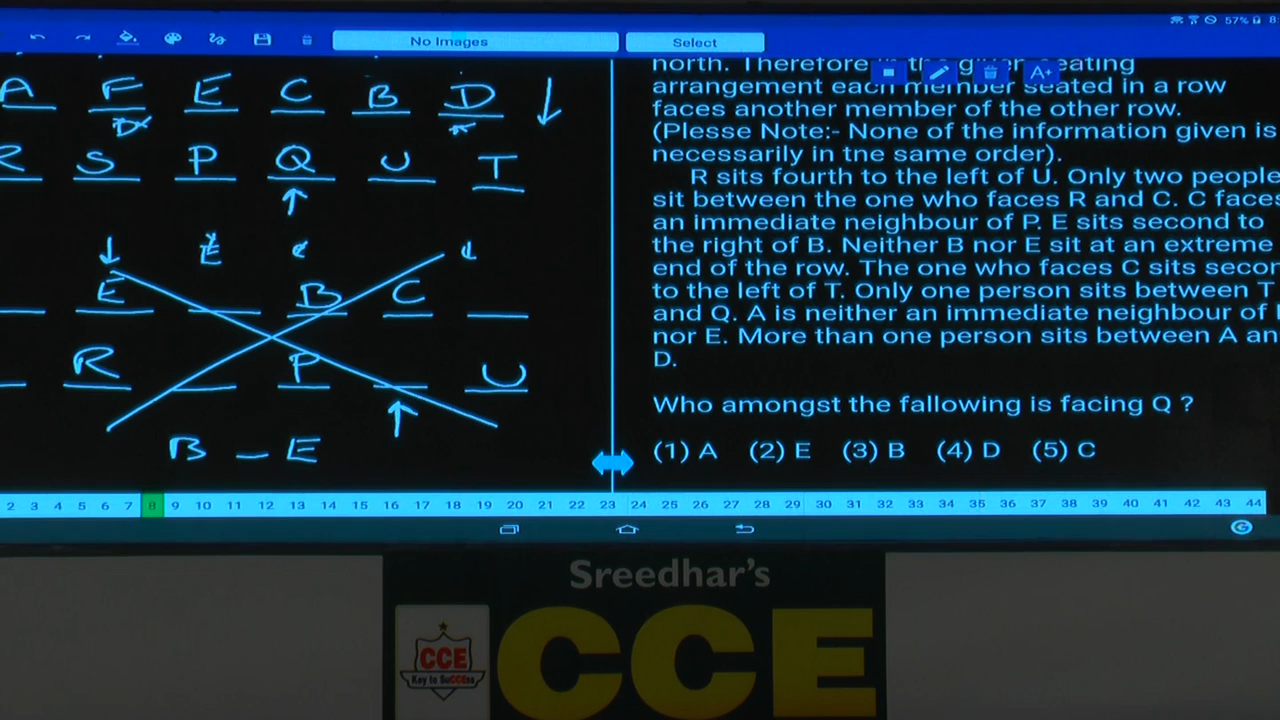 57%
No Images
Select
A F E C B D
D
R S P Q U T
E
E B C
R P U
B _ E
north. Therefore in the given seating
arrangement each member seated in a row
faces another member of the other row.
(Plesse Note:- None of the information given is
necessarily in tne same order).
R sits fourth to the left of U. Only two people
sit between the one who faces R and C. C faces
an immediate neighbour of P. E sits second to
the right of B. Neither B nor E sit at an extreme
end of the row. The one who faces C sits secon
to the left of T. Only one person sits between T
and Q. A is neither an immediate neighbour of
nor E. More than one person sits between A an
D.
Who amongst the fallowing is facing Q ?
(1) A (2) E (3) B (4) D (5) C
A+
2 3 4 5 6 7 8 9 10 11 12 13 14 15 16 17 18 19 20 21 22 23 24 25 26 27 28 29 30 31 32 33 34 35 36 37 38 39 40 41 42 43 44
G
Sreedhar's
CCE
CCE
Key to SuCCEss